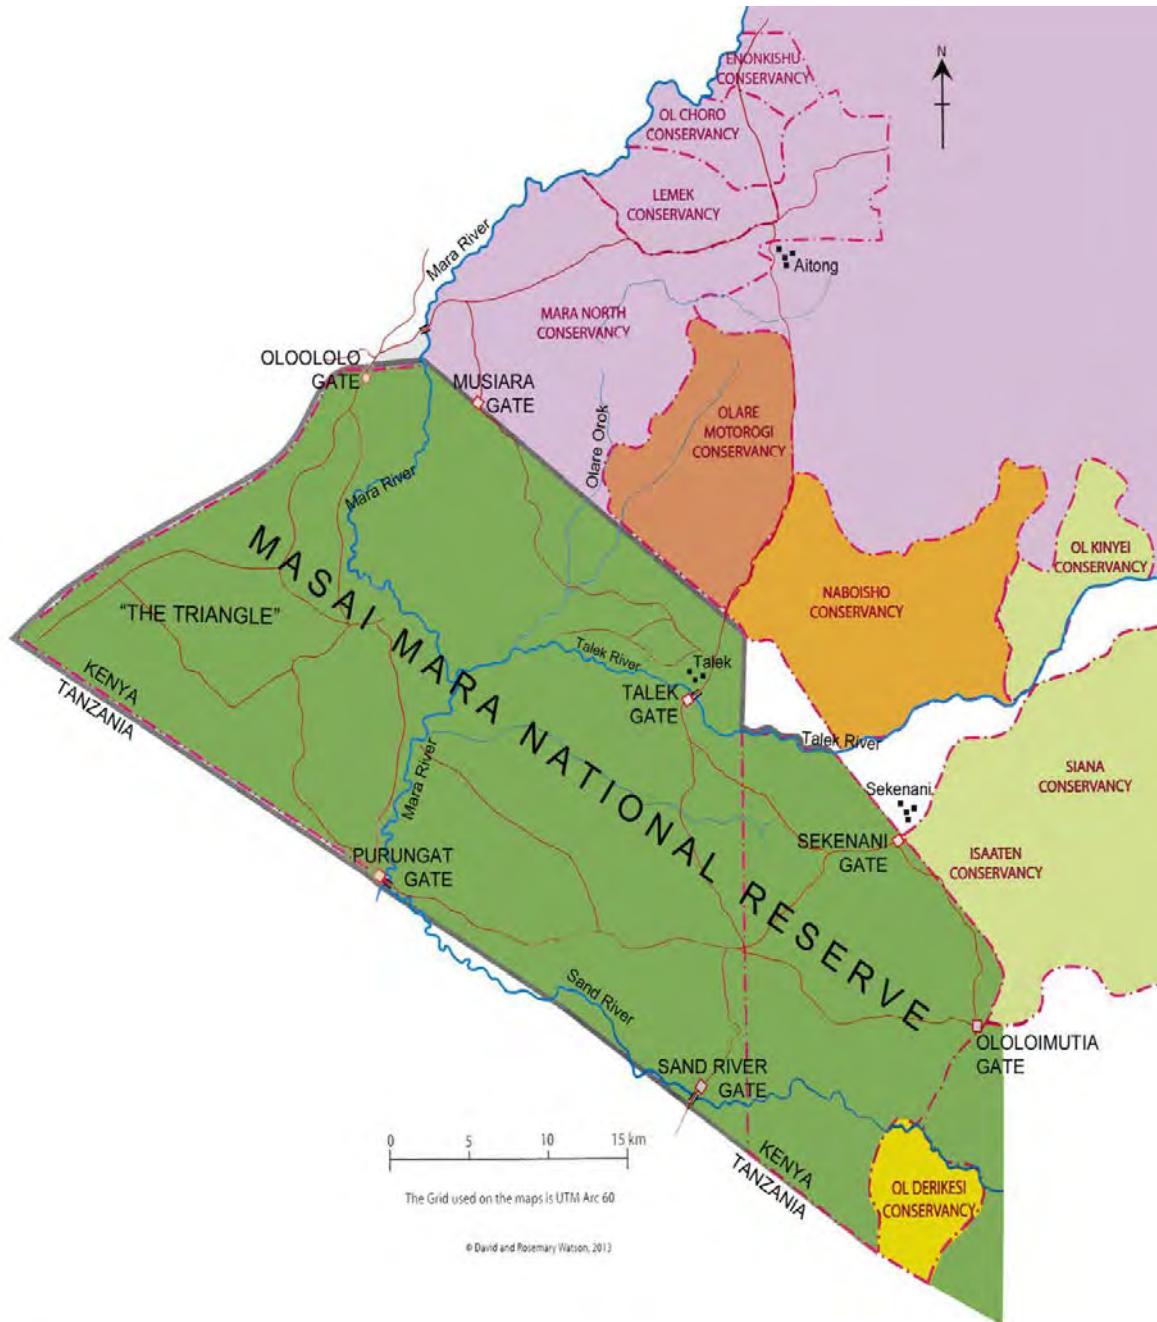 N
ENONKISHU
CONSERVANCY
OL CHORO
CONSERVANCY
LEMEK
CONSERVANCY
Mara River
Aitong
MARA NORTH
CONSERVANCY
OLOOLOLO
GATE
MUSIARA
GATE
Olare Orok
OLARE
MOTOROGI
CONSERVANCY
Mara River
OL KINYEI
CONSERVANCY
NABOISHO
CONSERVANCY
MASAI MARA NATIONAL RESERVE
"THE TRIANGLE"
Talek River
Talek
TALEK
GATE
KENYA
TANZANIA
Talek River
Mara River
SIANA
CONSERVANCY
Sekenani
SEKENANI
GATE
ISAATEN
CONSERVANCY
PURUNGAT
GATE
Sand River
OLOLOIMUTIA
GATE
SAND RIVER
GATE
0 5 10 15 km
KENYA
TANZANIA
OL DERIKESI
CONSERVANCY
The Grid used on the maps is UTM Arc 60
© David and Rosemary Watson, 2013